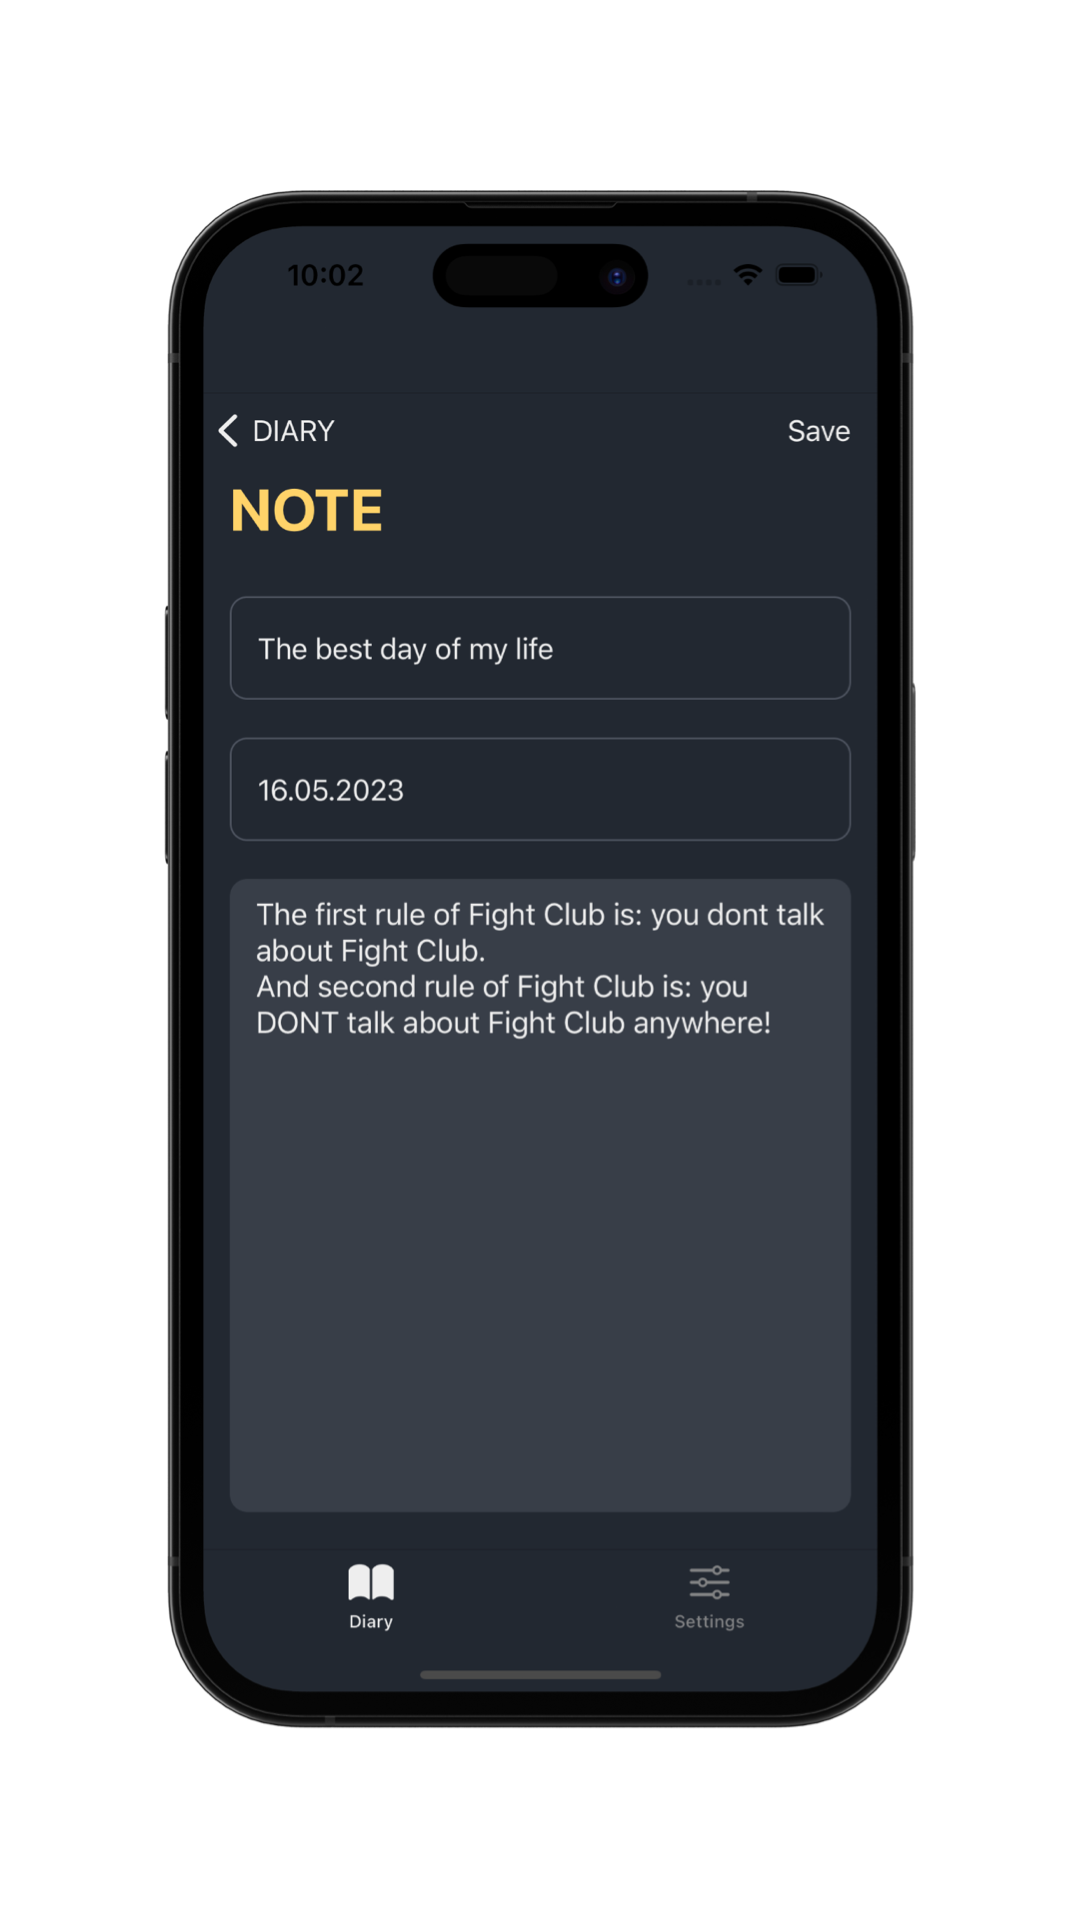 10:02
DIARY
Save
NOTE
The best day of my life
16.05.2023
The first rule of Fight Club is: you dont talk
about Fight Club.
And second rule of Fight Club is: you
DONT talk about Fight Club anywhere!
Diary
Settings